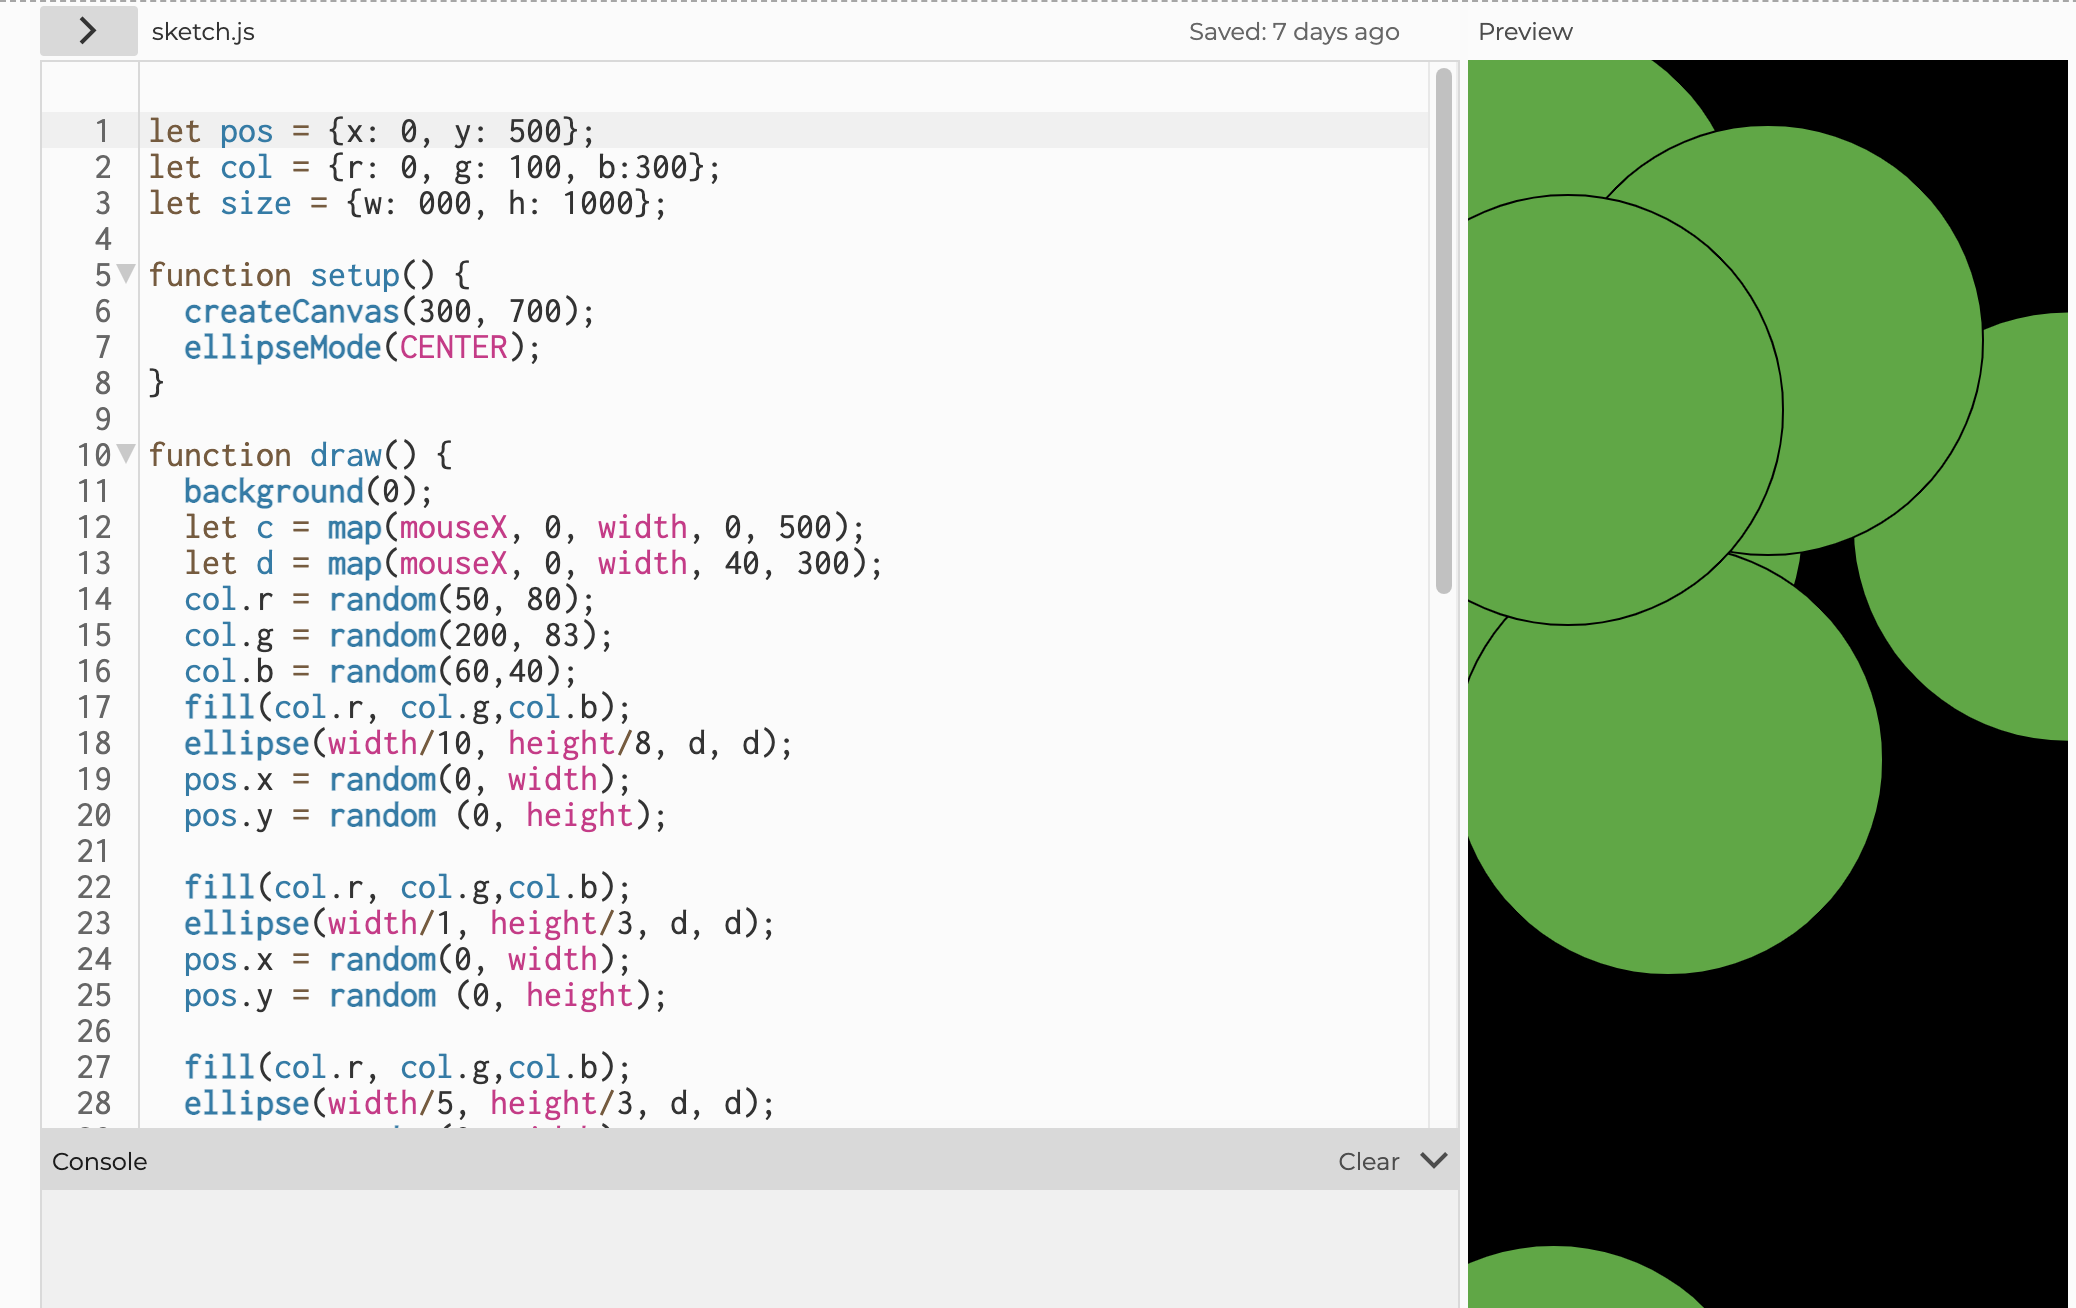 sketch.js
Saved: 7 days ago
Preview
1 let pos = {x: 0, y: 500};
2 let col = {r: 0, g: 100, b:300};
3 let size = {w: 000, h: 1000};
4
5 function setup() {
6   createCanvas(300, 700);
7   ellipseMode(CENTER);
8 }
9
10 function draw() {
11   background(0);
12   let c = map(mouseX, 0, width, 0, 500);
13   let d = map(mouseX, 0, width, 40, 300);
14   col.r = random(50, 80);
15   col.g = random(200, 83);
16   col.b = random(60,40);
17   fill(col.r, col.g,col.b);
18   ellipse(width/10, height/8, d, d);
19   pos.x = random(0, width);
20   pos.y = random (0, height);
21
22   fill(col.r, col.g,col.b);
23   ellipse(width/1, height/3, d, d);
24   pos.x = random(0, width);
25   pos.y = random (0, height);
26
27   fill(col.r, col.g,col.b);
28   ellipse(width/5, height/3, d, d);
Console
Clear